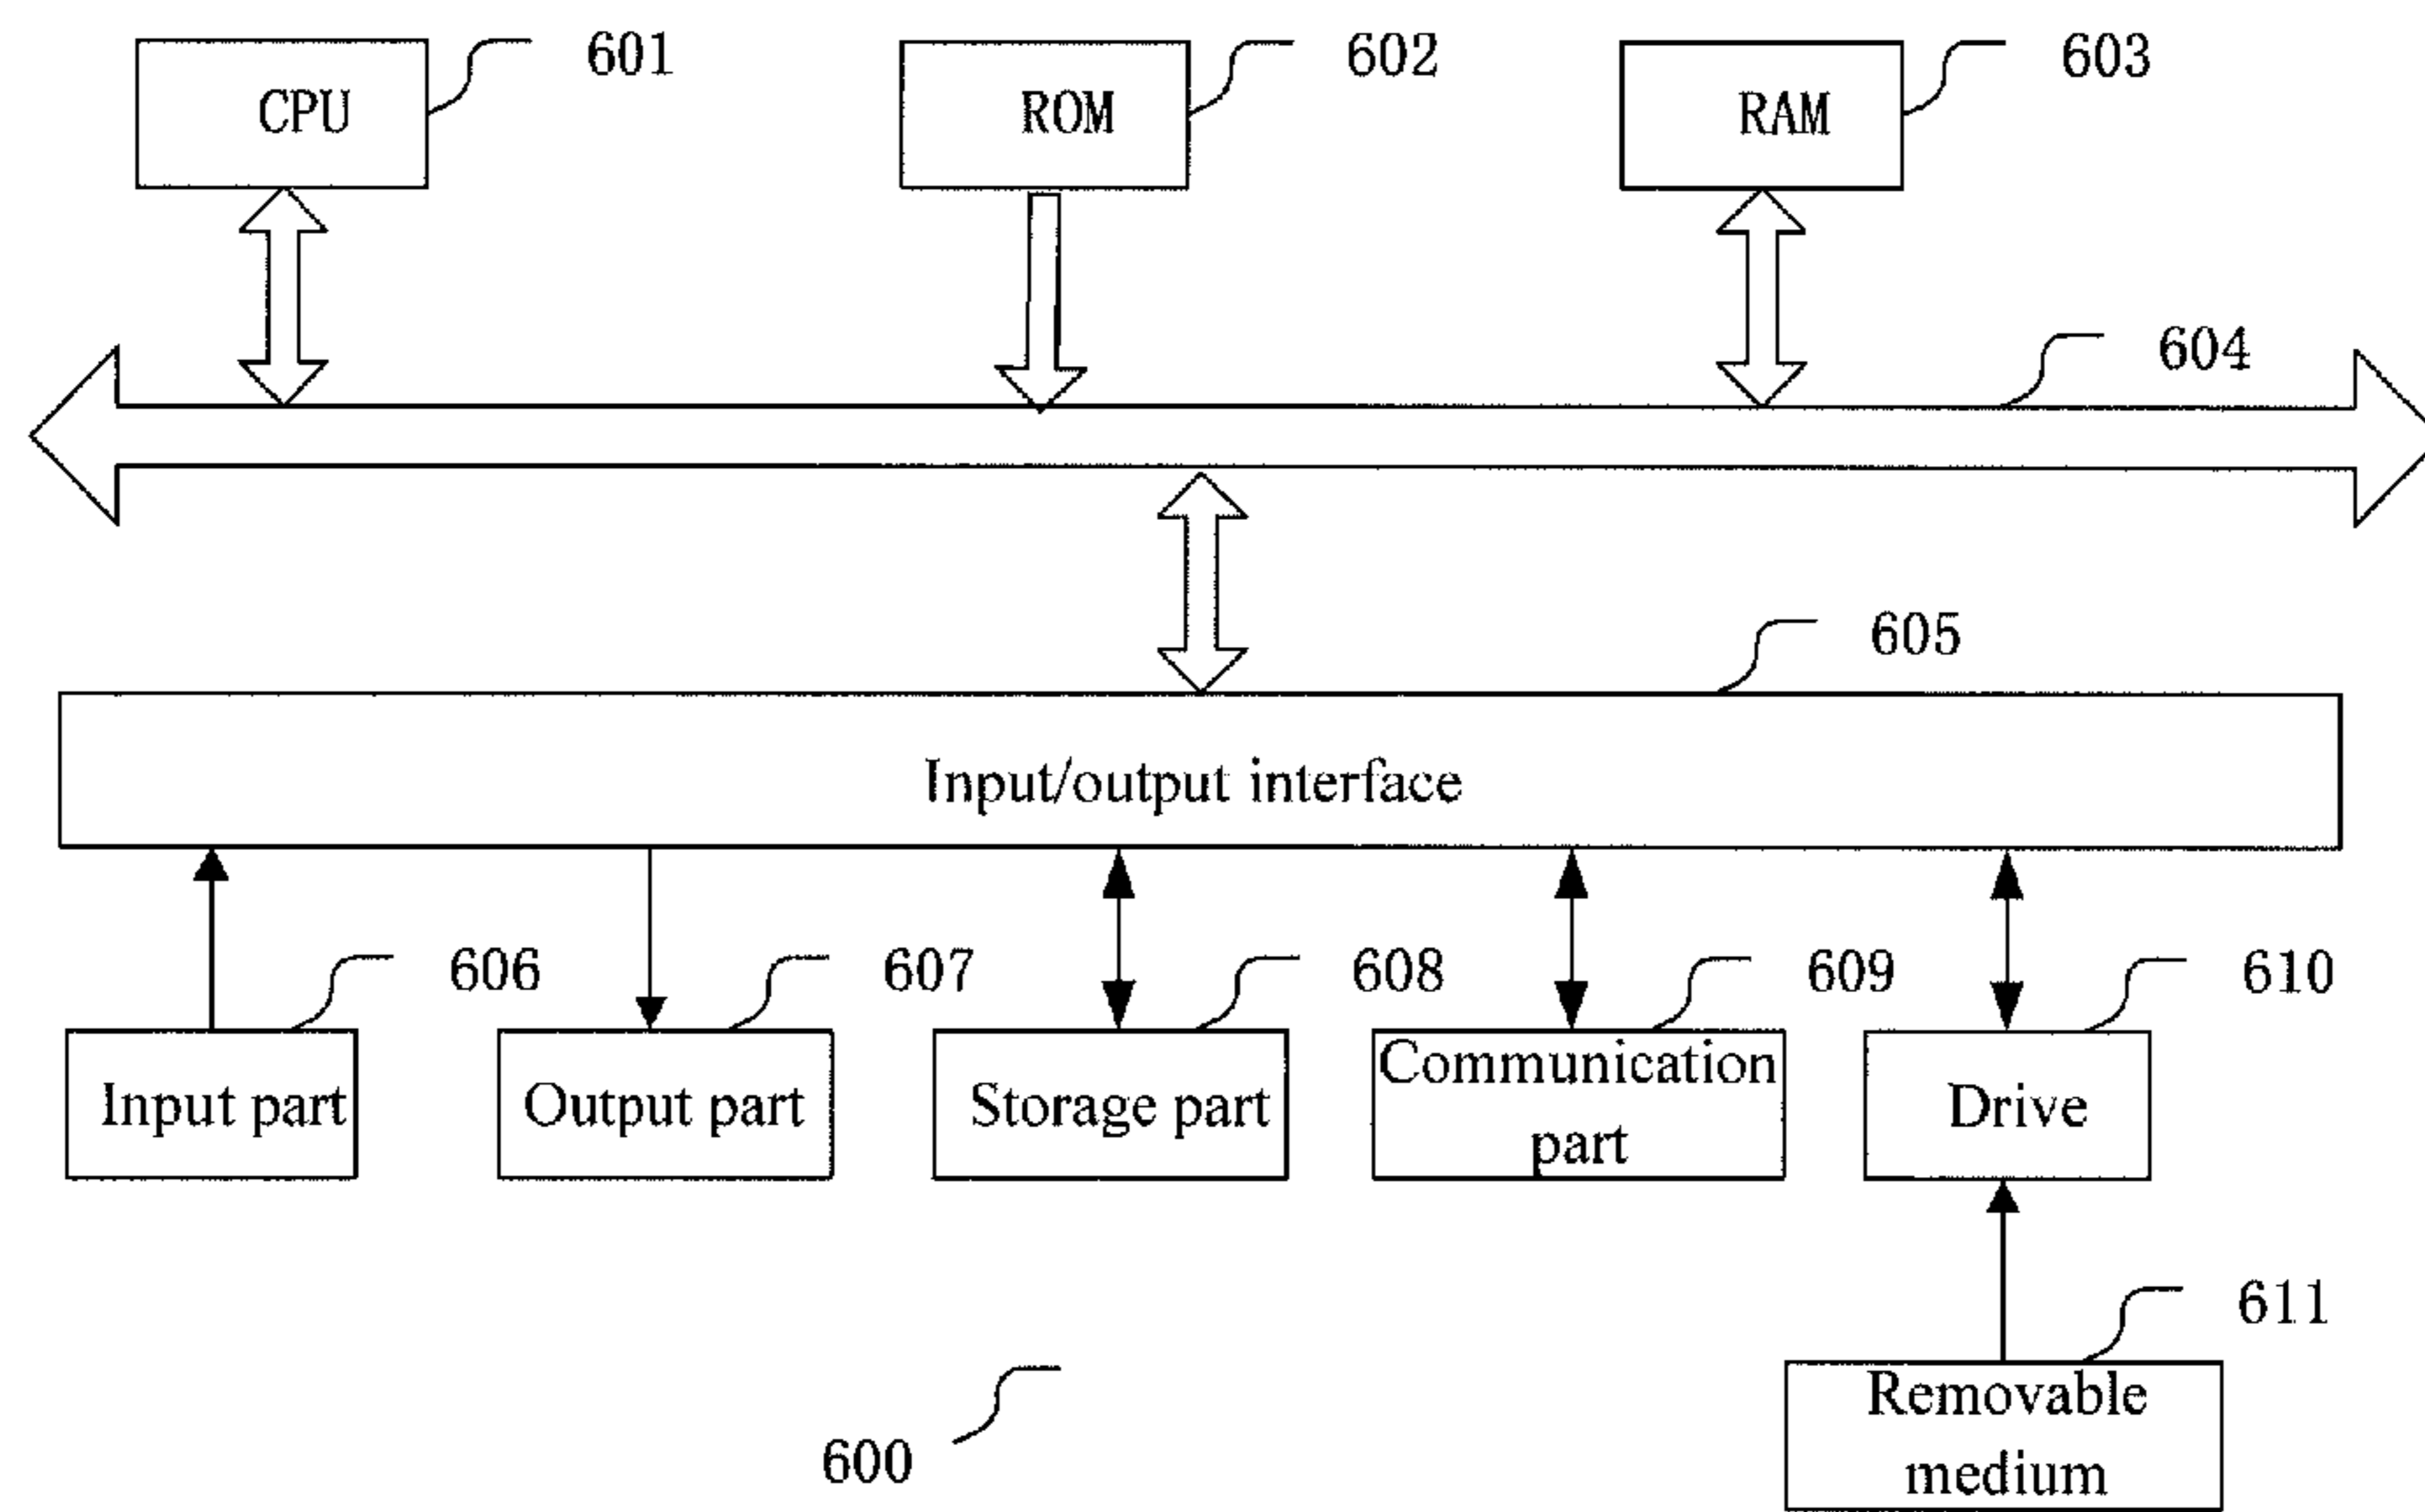 CPU
601
ROM
602
RAM
603
604
605
Input/output interface
606
607
608
609
610
Input part
Output part
Storage part
Communication
part
Drive
611
Removable
medium
600